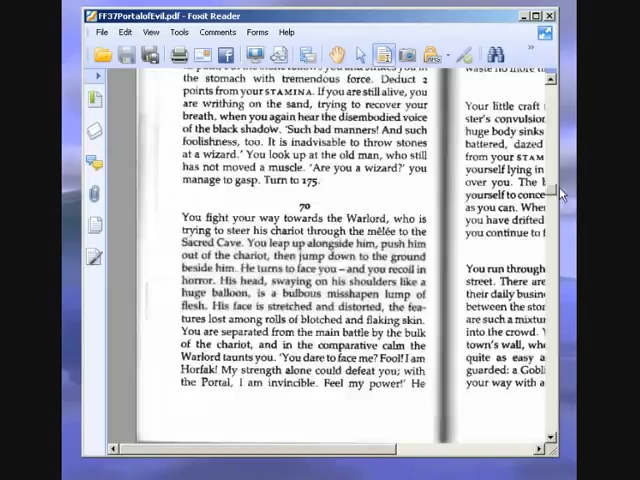 FF37PortalofEvil.pdf - Foxit Reader
File Edit View Tools Comments Forms Help
the stomach with tremendous force. Deduct 2
points from your STAMINA. If you are still alive, you
are writhing on the sand, trying to recover your
breath, when you again hear the disembodied voice
of the black shadow. 'Such bad manners! And such
foolishness, too. It is inadvisable to throw stones
at a wizard.' You look up at the old man, who still
has not moved a muscle. 'Are you a wizard?' you
manage to gasp. Turn to 175.
70
You fight your way towards the Warlord, who is
trying to steer his chariot through the mêlée to the
Sacred Cave. You leap up alongside him, push him
out of the chariot, then jump down to the ground
beside him. He turns to face you – and you recoil in
horror. His head, swaying on his shoulders like a
huge balloon, is a bulbous misshapen lump of
flesh. His face is stretched and distorted, the fea-
tures lost among rolls of blotched and flaking skin.
You are separated from the main battle by the bulk
of the chariot, and in the comparative calm the
Warlord taunts you. 'You dare to face me? Fool! I am
Horfak! My strength alone could defeat you; with
the Portal, I am invincible. Feel my power!' He
waste no more
Your little craft
ster's convulsion
huge body sinks
battered, dazed
from your STAM
yourself lying in
over you. The
yourself to conce
as you can. When
you have drifted
you continue to
You run through
street. There are
their daily busin
between the stor
are such a mixtur
into the crowd.
town's wall, wh
quite as easy a
guarded: a Gobl
your way with a